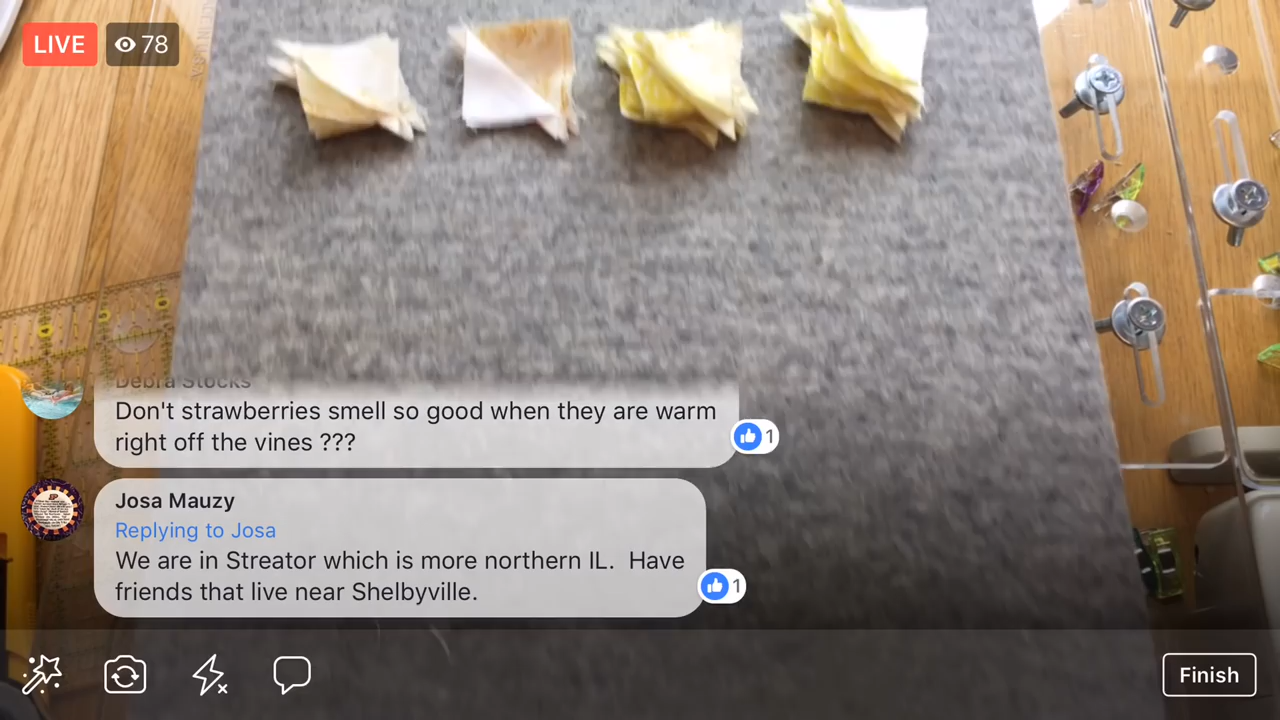 LIVE
78
Debra Stocks
Don't strawberries smell so good when they are warm
right off the vines ???
1
Josa Mauzy
Replying to Josa
We are in Streator which is more northern IL.  Have
friends that live near Shelbyville.
1
Finish